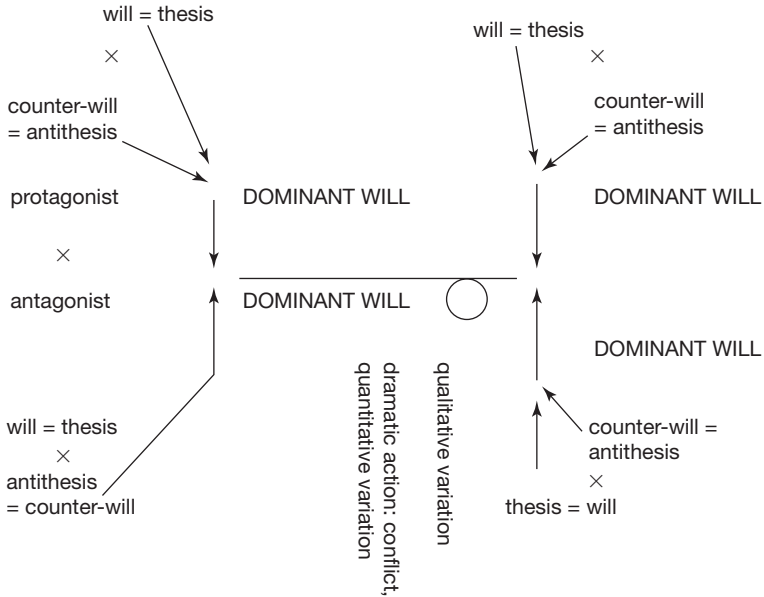 will = thesis
×
counter-will
= antithesis
protagonist
DOMINANT WILL
×
antagonist
DOMINANT WILL
will = thesis
×
antithesis
= counter-will
dramatic action: conflict,
quantitative variation
qualitative variation
will = thesis
×
counter-will
= antithesis
DOMINANT WILL
DOMINANT WILL
counter-will =
antithesis
×
thesis = will